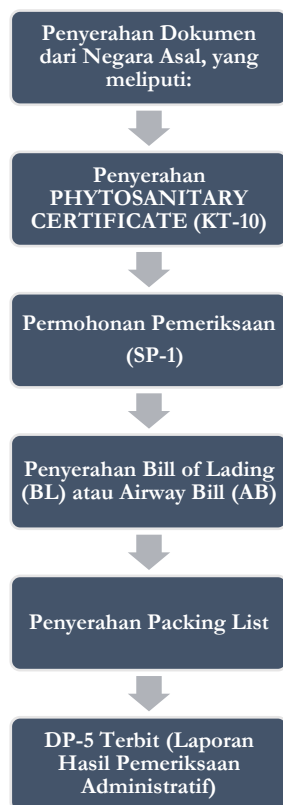 Penyerahan Dokumen
dari Negara Asal, yang
meliputi:
Penyerahan
PHYTOSANITARY
CERTIFICATE (KT-10)
Permohonan Pemeriksaan
(SP-1)
Penyerahan Bill of Lading
(BL) atau Airway Bill (AB)
Penyerahan Packing List
DP-5 Terbit (Laporan
Hasil Pemeriksaan
Administratif)